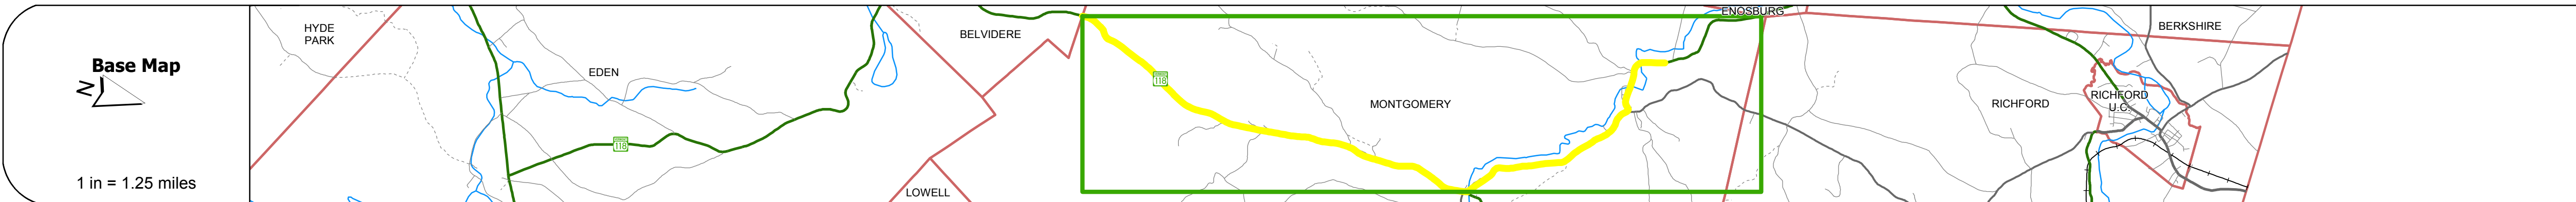 Base Map
N
1 in = 1.25 miles
HYDE
PARK
EDEN
118
BELVIDERE
LOWELL
118
MONTGOMERY
ENOSBURG
RICHFORD
RICHFORD
U.C.
BERKSHIRE